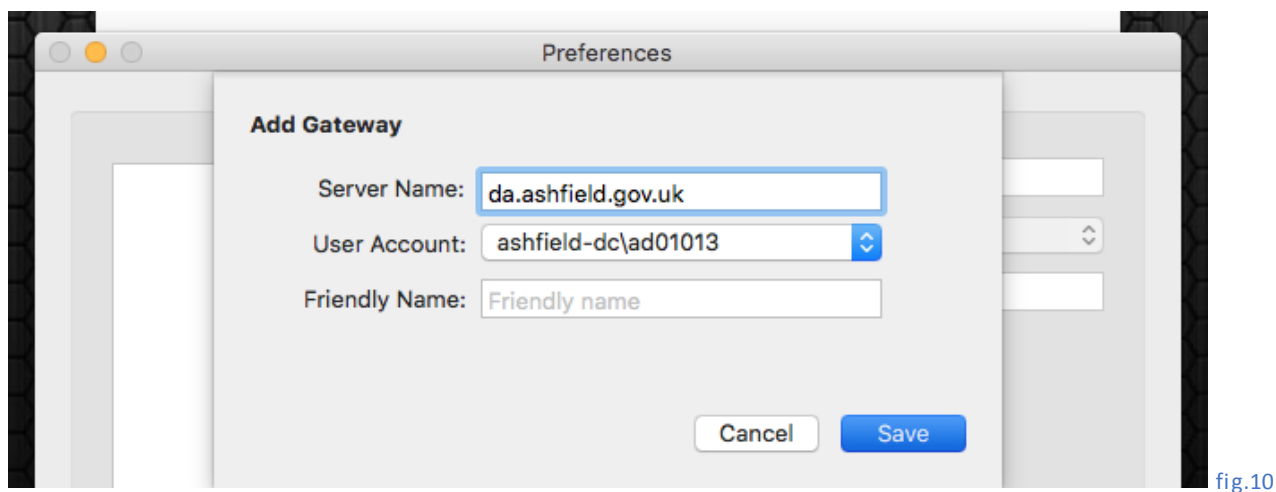 Preferences
Add Gateway
Server Name: da.ashfield.gov.uk
User Account: ashfield-dc\ad01013
Friendly Name: Friendly name
Cancel Save
fig.10